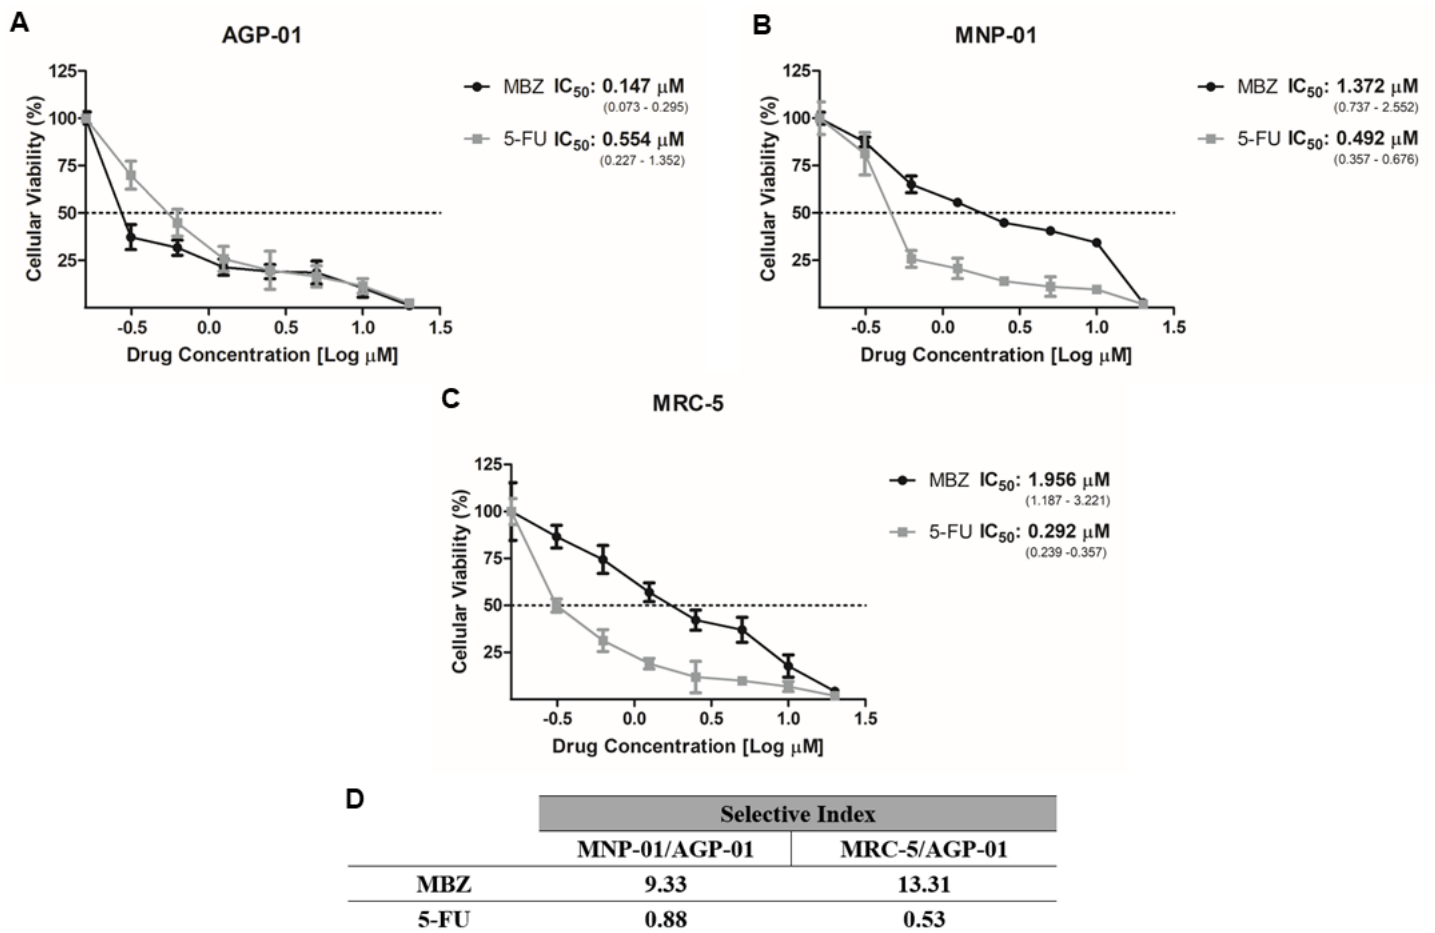 A
AGP-01
125
100
75
50
25
-0.5 0.0 0.5 1.0 1.5
Cellular Viability (%)
Drug Concentration [Log μM]
MBZ IC50: 0.147 μM
(0.073 - 0.295)
5-FU IC50: 0.554 μM
(0.227 - 1.352)
B
MNP-01
125
100
75
50
25
-0.5 0.0 0.5 1.0 1.5
Cellular Viability (%)
Drug Concentration [Log μM]
MBZ IC50: 1.372 μM
(0.737 - 2.552)
5-FU IC50: 0.492 μM
(0.357 - 0.676)
C
MRC-5
125
100
75
50
25
-0.5 0.0 0.5 1.0 1.5
Cellular Viability (%)
Drug Concentration [Log μM]
MBZ IC50: 1.956 μM
(1.187 - 3.221)
5-FU IC50: 0.292 μM
(0.239 -0.357)
D
Selective Index
MNP-01/AGP-01 MRC-5/AGP-01
MBZ 9.33 13.31
5-FU 0.88 0.53